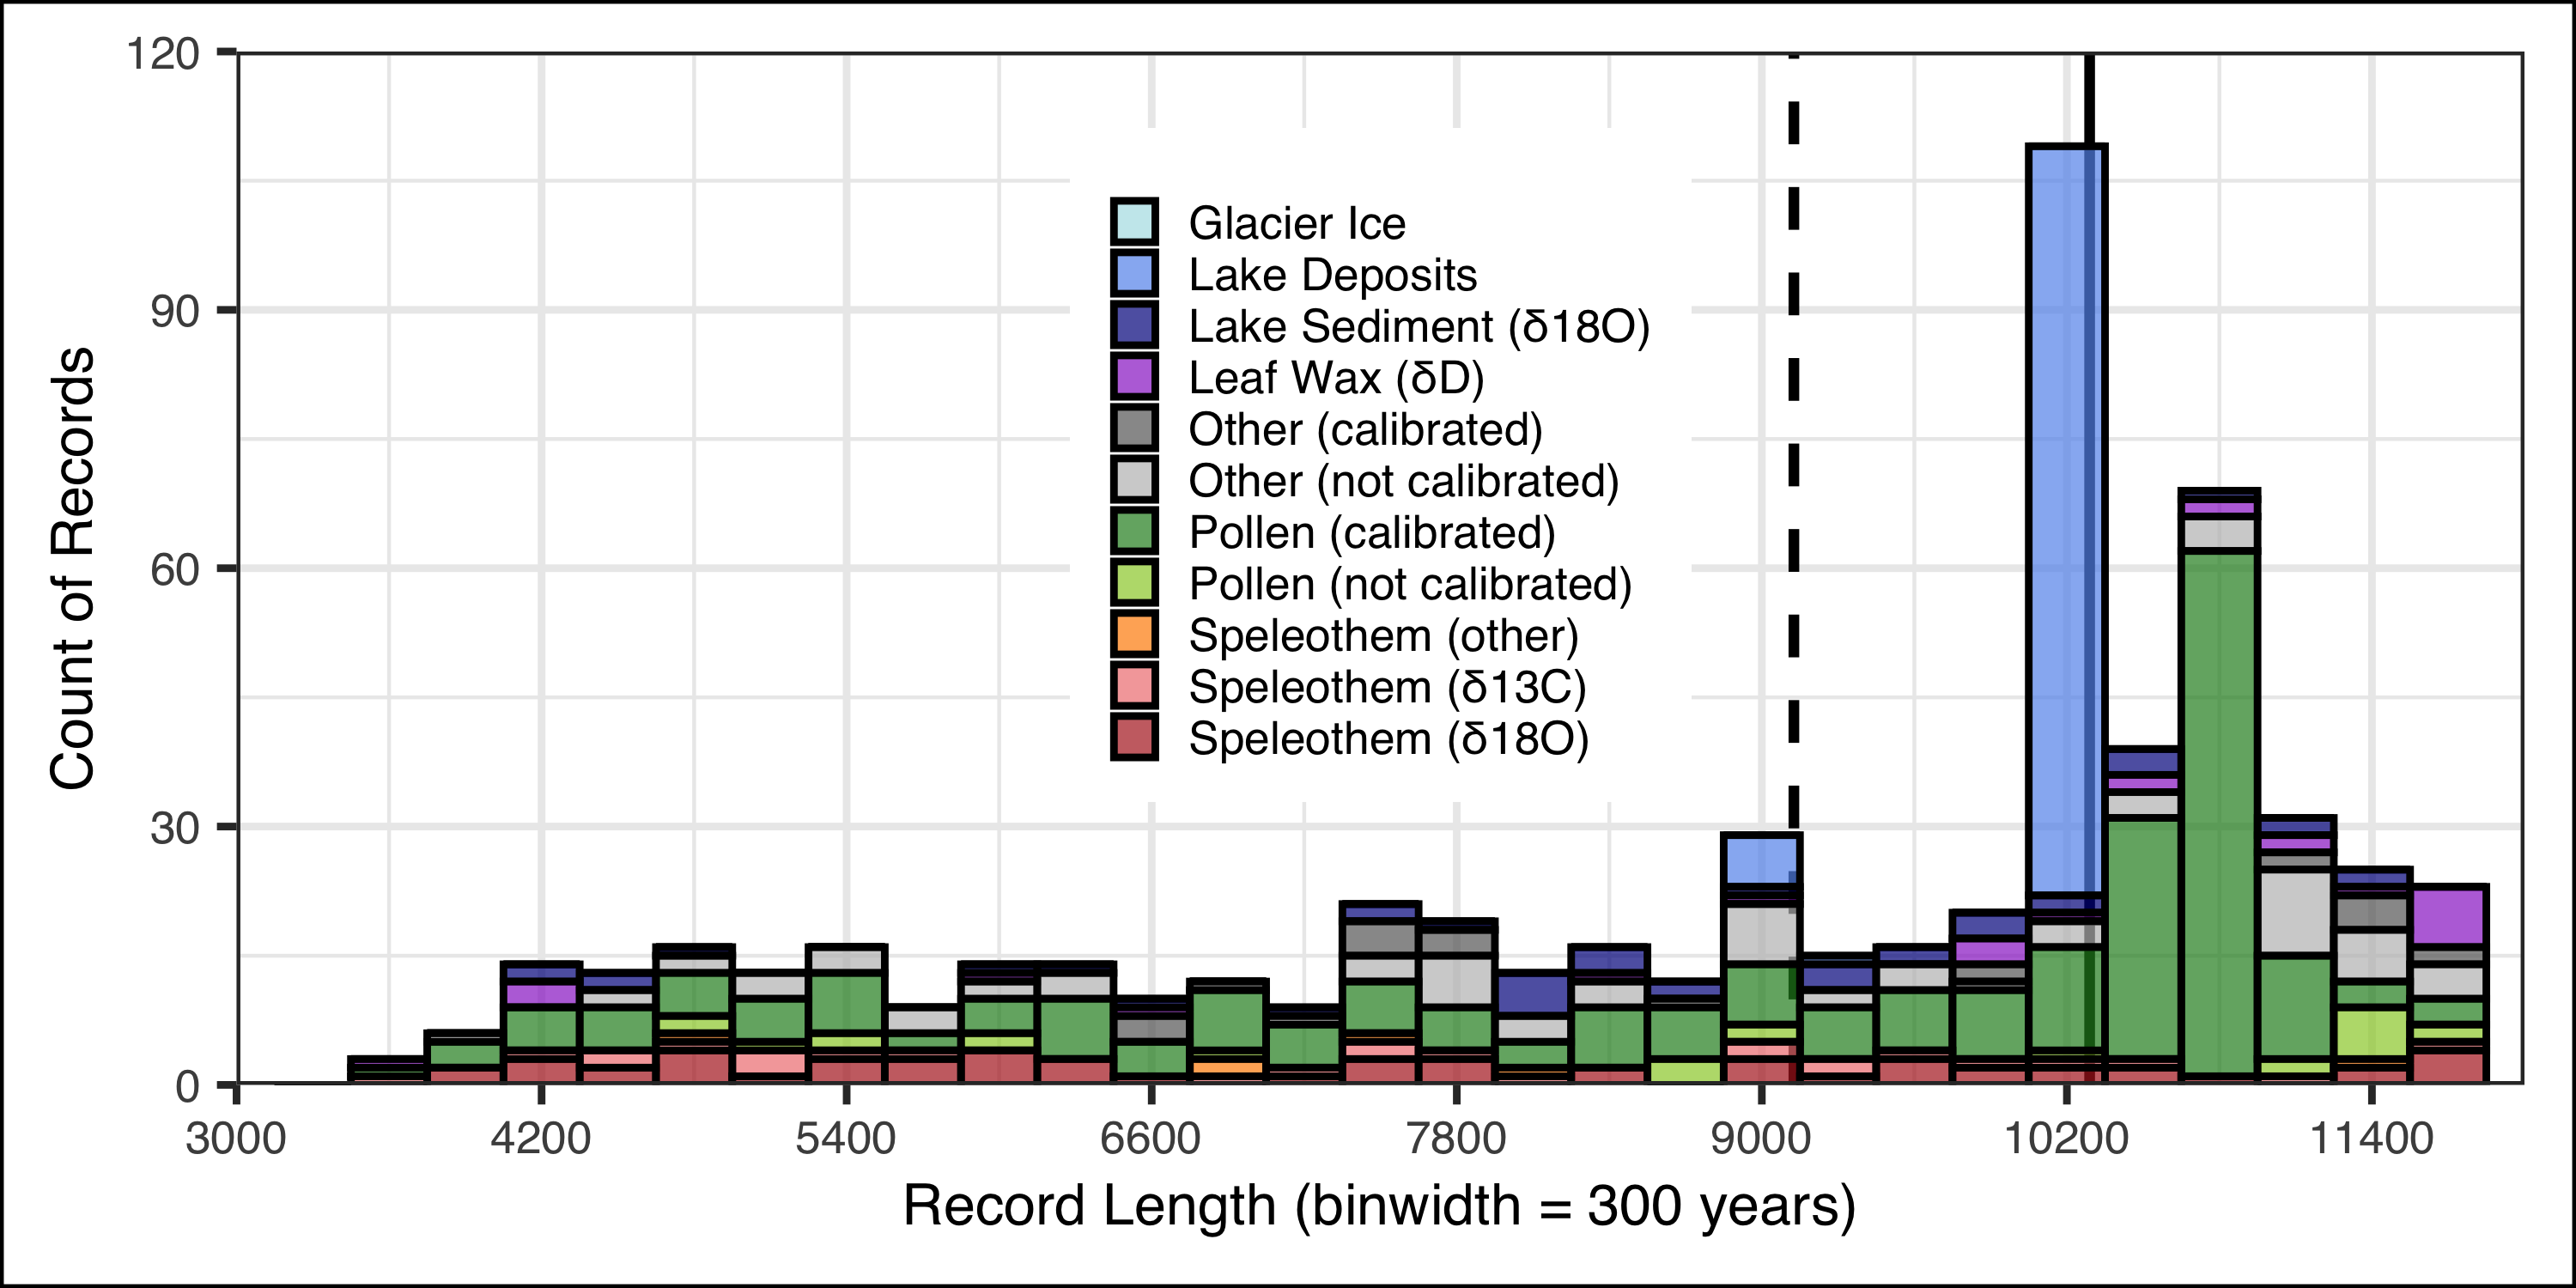 120
90
60
30
0
Count of Records
Glacier Ice
Lake Deposits
Lake Sediment (δ18O)
Leaf Wax (δD)
Other (calibrated)
Other (not calibrated)
Pollen (calibrated)
Pollen (not calibrated)
Speleothem (other)
Speleothem (δ13C)
Speleothem (δ18O)
3000 4200 5400 6600 7800 9000 10200 11400
Record Length (binwidth = 300 years)